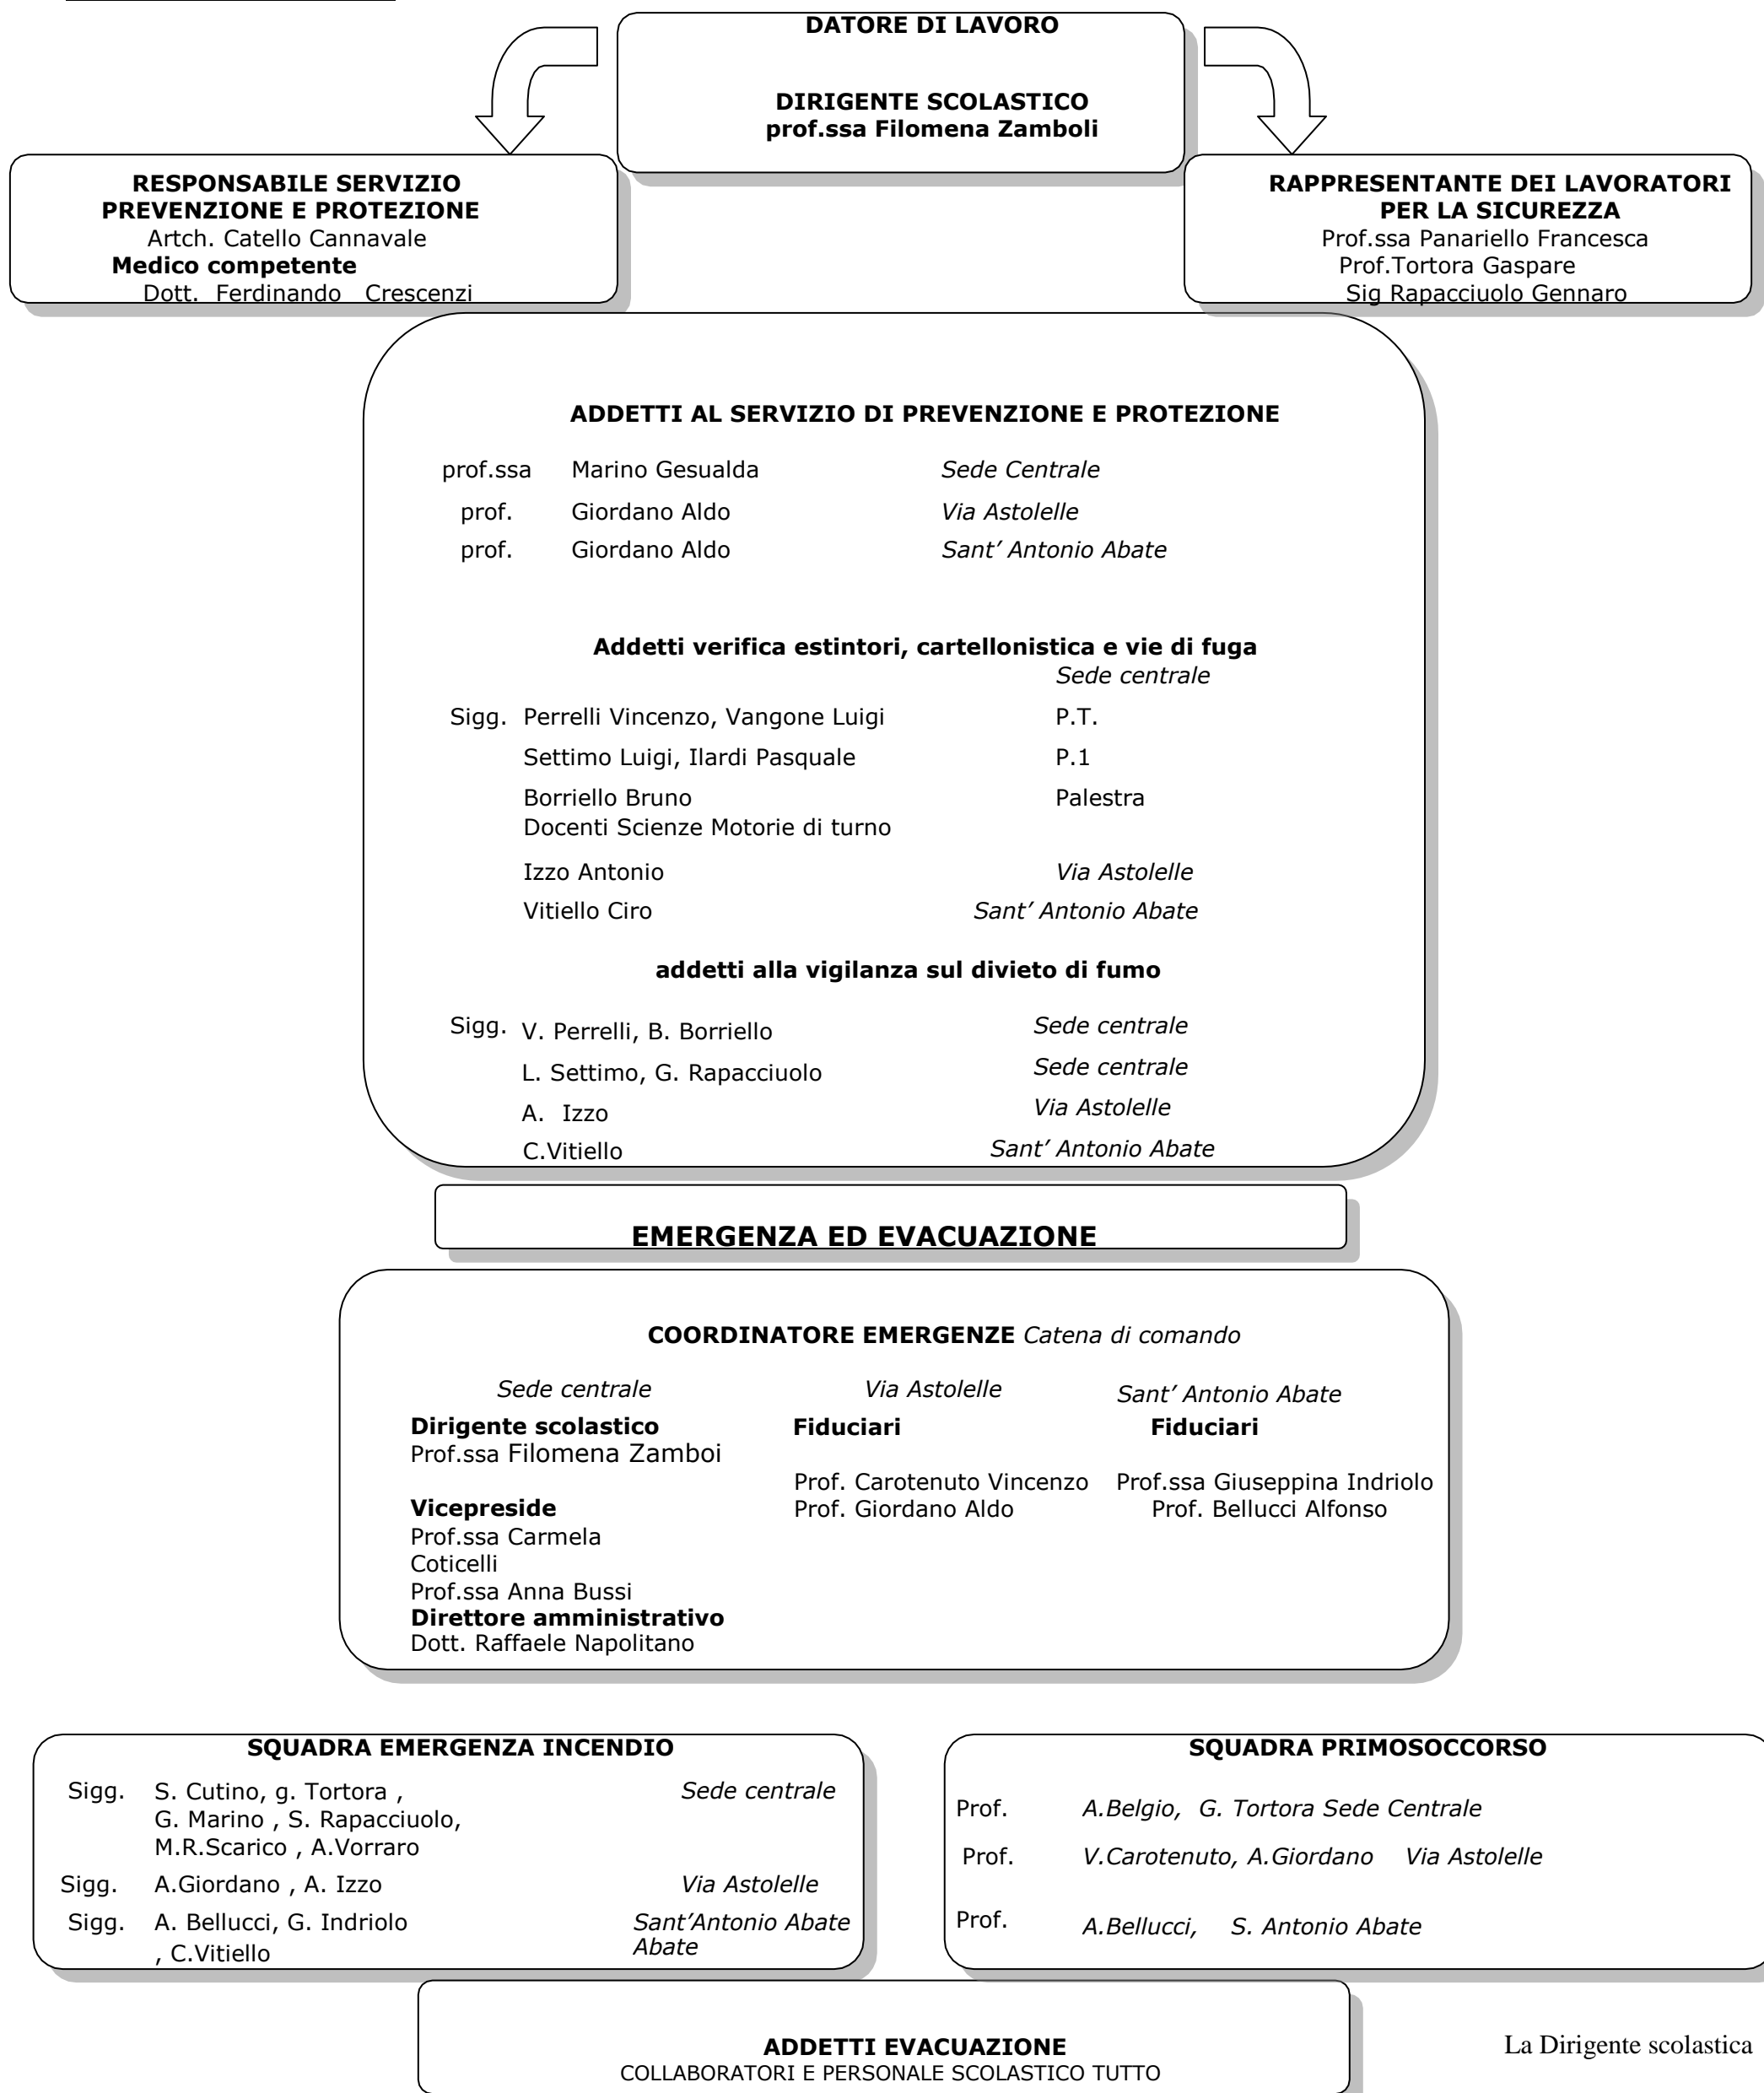 DATORE DI LAVORO
DIRIGENTE SCOLASTICO
prof.ssa Filomena Zamboli
RESPONSABILE SERVIZIO
PREVENZIONE E PROTEZIONE
Artch. Catello Cannavale
Medico competente
Dott. Ferdinando Crescenzi
RAPPRESENTANTE DEI LAVORATORI
PER LA SICUREZZA
Prof.ssa Panariello Francesca
Prof.Tortora Gaspare
Sig Rapacciuolo Gennaro
ADDETTI AL SERVIZIO DI PREVENZIONE E PROTEZIONE
prof.ssa Marino Gesualda Sede Centrale
prof. Giordano Aldo Via Astolelle
prof. Giordano Aldo Sant' Antonio Abate
Addetti verifica estintori, cartellonistica e vie di fuga
Sede centrale
Sigg. Perrelli Vincenzo, Vangone Luigi P.T.
Settimo Luigi, Ilardi Pasquale P.1
Borriello Bruno Palestra
Docenti Scienze Motorie di turno
Izzo Antonio Via Astolelle
Vitiello Ciro Sant' Antonio Abate
addetti alla vigilanza sul divieto di fumo
Sigg. V. Perrelli, B. Borriello Sede centrale
L. Settimo, G. Rapacciuolo Sede centrale
A. Izzo Via Astolelle
C.Vitiello Sant' Antonio Abate
EMERGENZA ED EVACUAZIONE
COORDINATORE EMERGENZE Catena di comando
Sede centrale
Dirigente scolastico
Prof.ssa Filomena Zamboi
Vicepreside
Prof.ssa Carmela
Coticelli
Prof.ssa Anna Bussi
Direttore amministrativo
Dott. Raffaele Napolitano
Via Astolelle
Fiduciari
Prof. Carotenuto Vincenzo
Prof. Giordano Aldo
Sant' Antonio Abate
Fiduciari
Prof.ssa Giuseppina Indriolo
Prof. Bellucci Alfonso
SQUADRA EMERGENZA INCENDIO
Sigg. S. Cutino, g. Tortora , Sede centrale
G. Marino , S. Rapacciuolo,
M.R.Scarico , A.Vorraro
Sigg. A.Giordano , A. Izzo Via Astolelle
Sigg. A. Bellucci, G. Indriolo Sant'Antonio Abate
, C.Vitiello Abate
SQUADRA PRIMOSOCCORSO
Prof. A.Belgio, G. Tortora Sede Centrale
Prof. V.Carotenuto, A.Giordano Via Astolelle
Prof. A.Bellucci, S. Antonio Abate
ADDETTI EVACUAZIONE
COLLABORATORI E PERSONALE SCOLASTICO TUTTO
La Dirigente scolastica